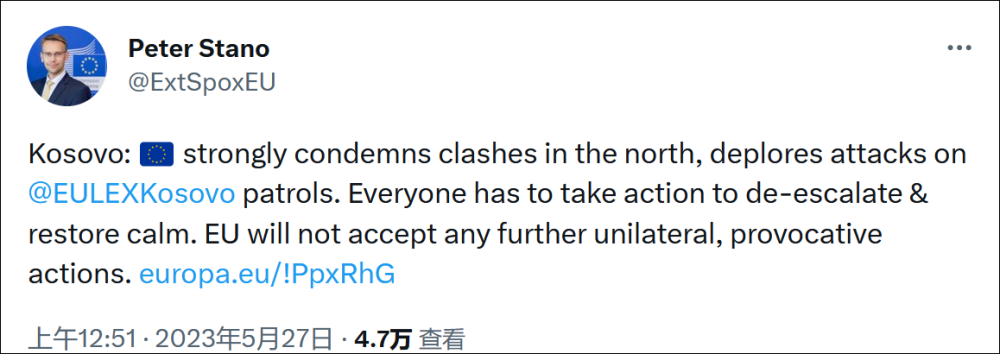 Peter Stano
@ExtSpoxEU
Kosovo: 🇪🇺 strongly condemns clashes in the north, deplores attacks on
@EULEXKosovo patrols. Everyone has to take action to de-escalate &
restore calm. EU will not accept any further unilateral, provocative
actions. europa.eu/!PpxRhG
上午12:51 · 2023年5月27日 · 4.7万 查看